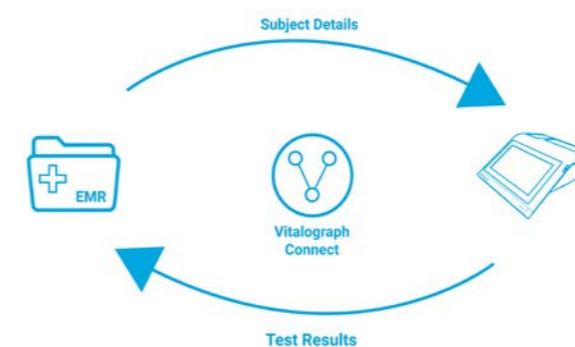 Subject Details
EMR
Vitalograph
Connect
Test Results